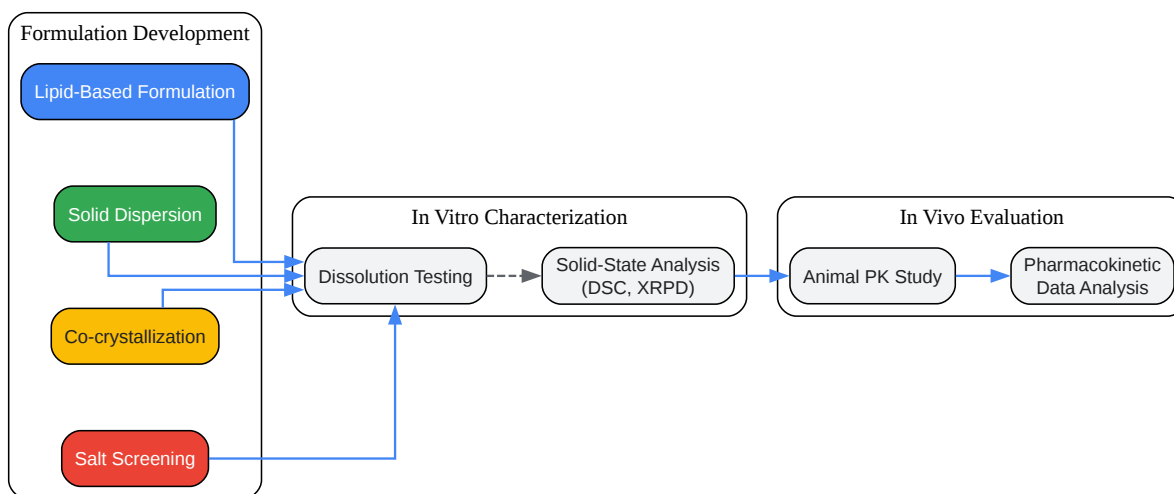 Formulation Development
Lipid-Based Formulation
Solid Dispersion
Co-crystallization
Salt Screening
In Vitro Characterization
Dissolution Testing
Solid-State Analysis
(DSC, XRPD)
In Vivo Evaluation
Animal PK Study
Pharmacokinetic
Data Analysis